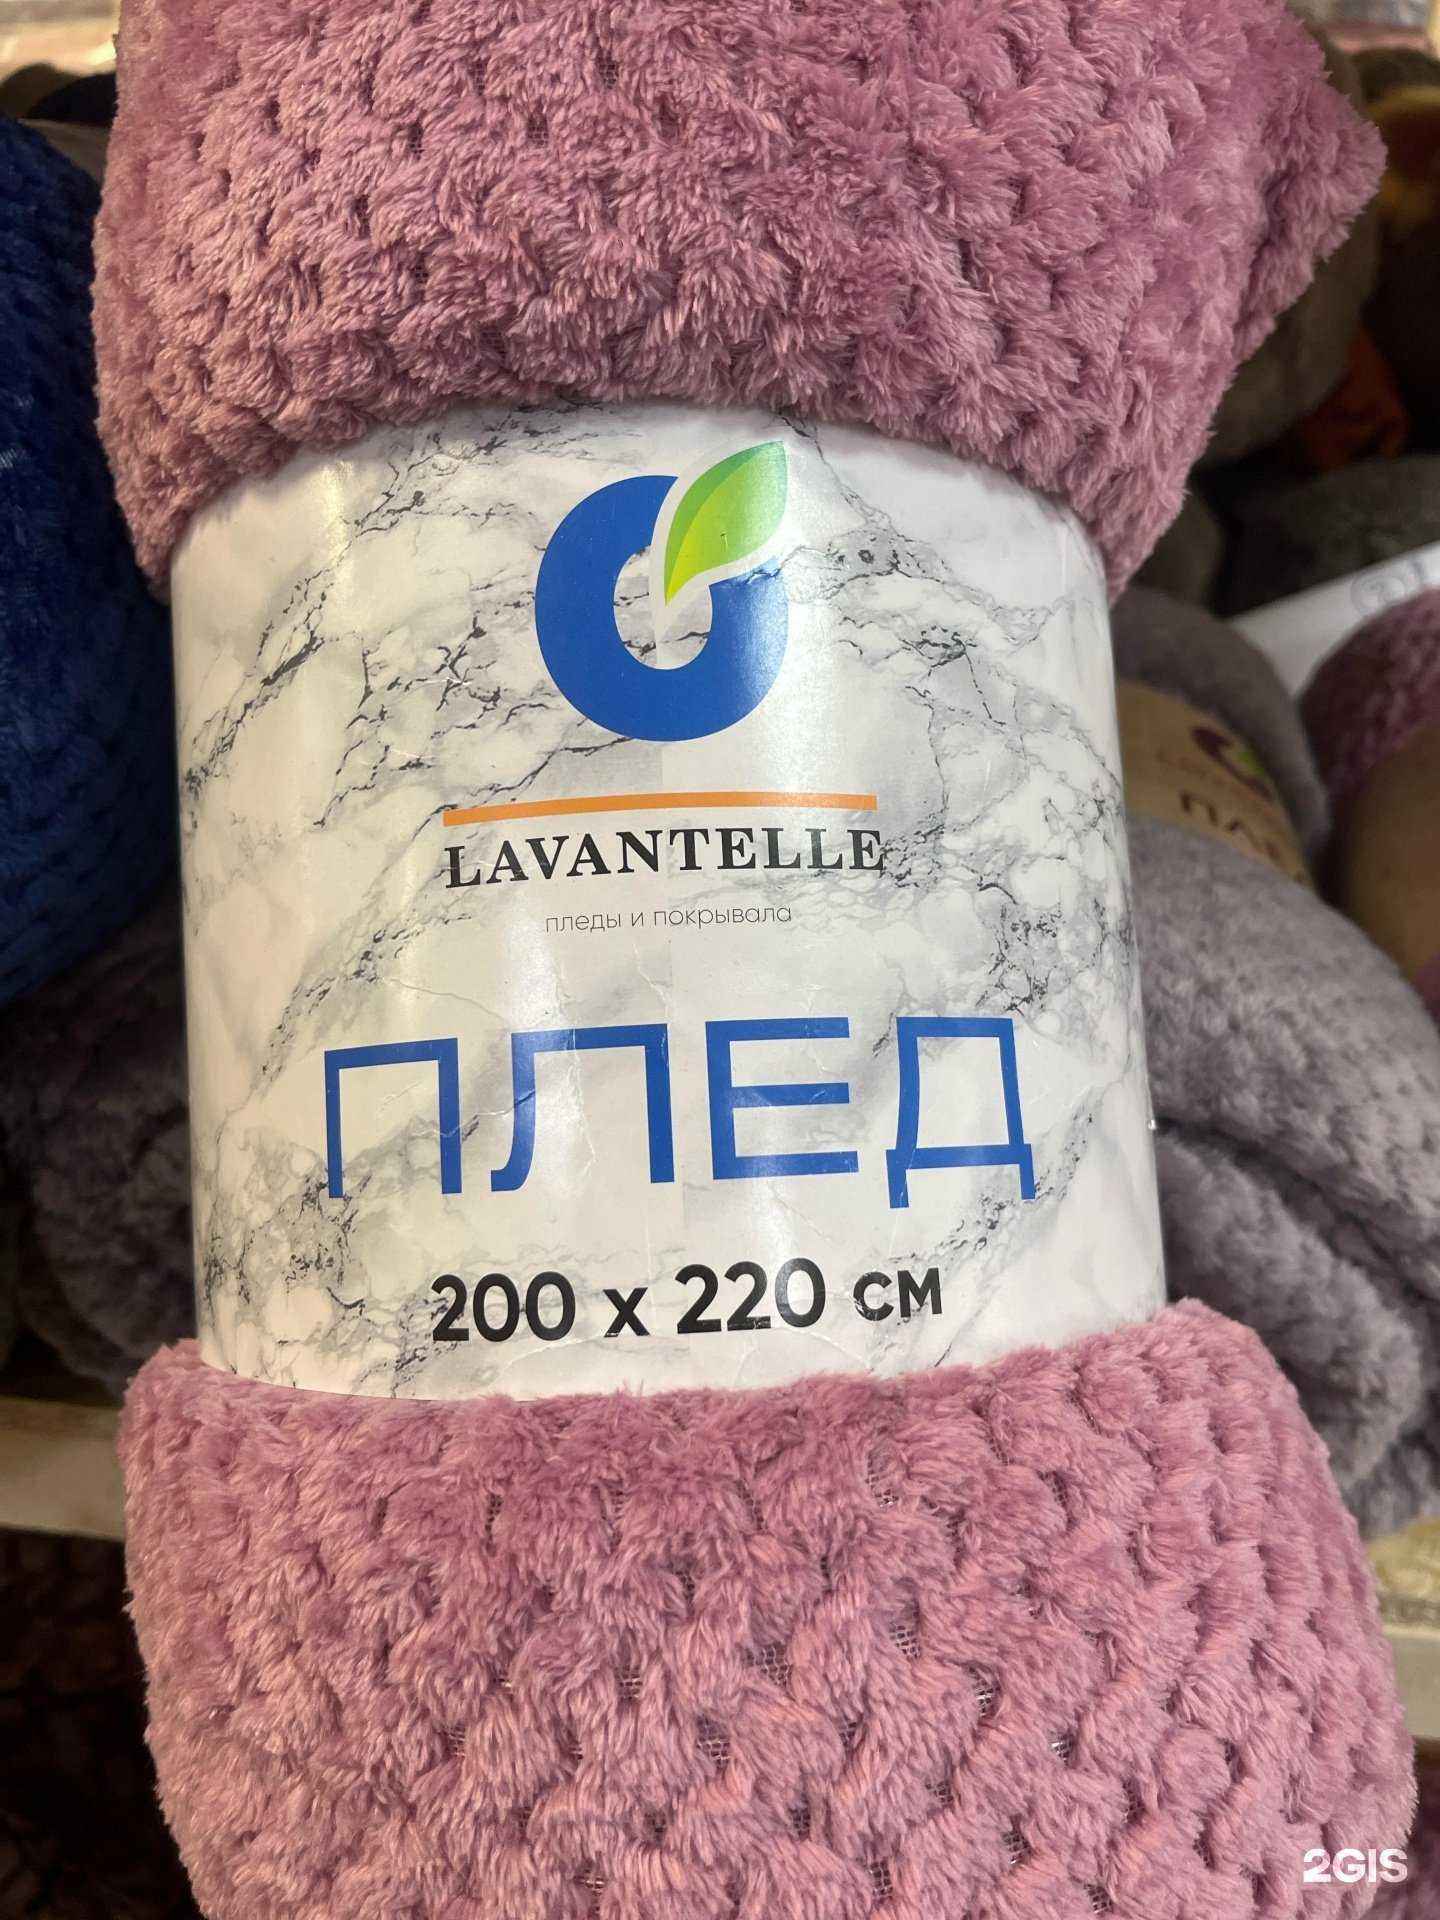 LAVANTELLE
пледы и покрывала
ПЛЕД
200 х 220 см
2GIS